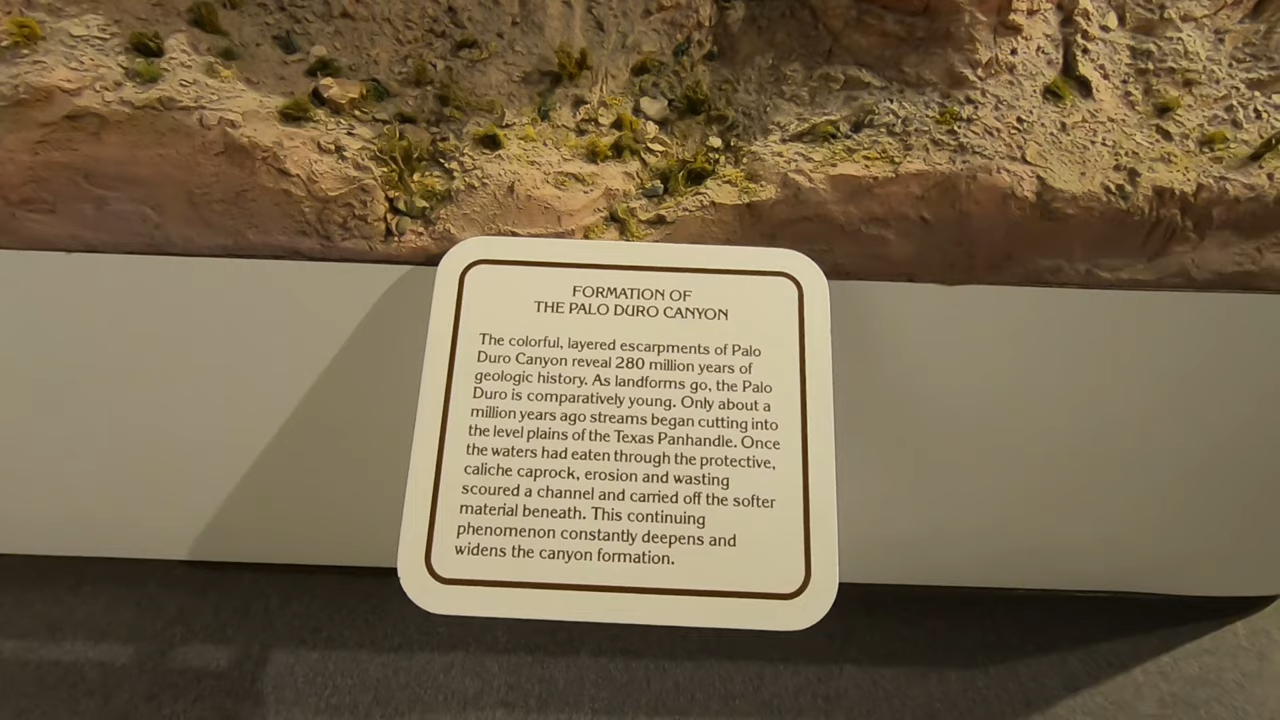 FORMATION OF
THE PALO DURO CANYON
The colorful, layered escarpments of Palo
Duro Canyon reveal 280 million years of
geologic history. As landforms go, the Palo
Duro is comparatively young. Only about a
million years ago streams began cutting into
the level plains of the Texas Panhandle. Once
the waters had eaten through the protective,
caliche caprock, erosion and wasting
scoured a channel and carried off the softer
material beneath. This continuing
phenomenon constantly deepens and
widens the canyon formation.